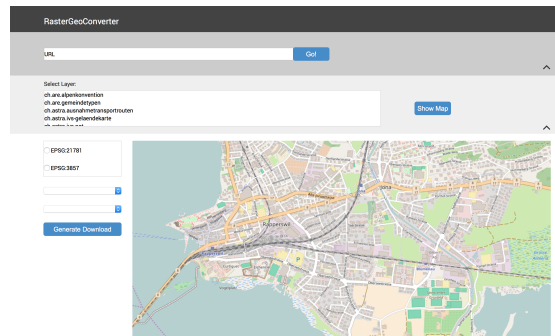 RasterGeoConverter
URL
Go!
Select Layer:
ch.are.alpenkonvention
ch.are.gemeindetypen
ch.astra.ausnahmetransportrouten
ch.astra.ivs-gelaendekarte
Show Map
EPSG:21781
EPSG:3857
Generate Download
Jona
Rapperswil
P